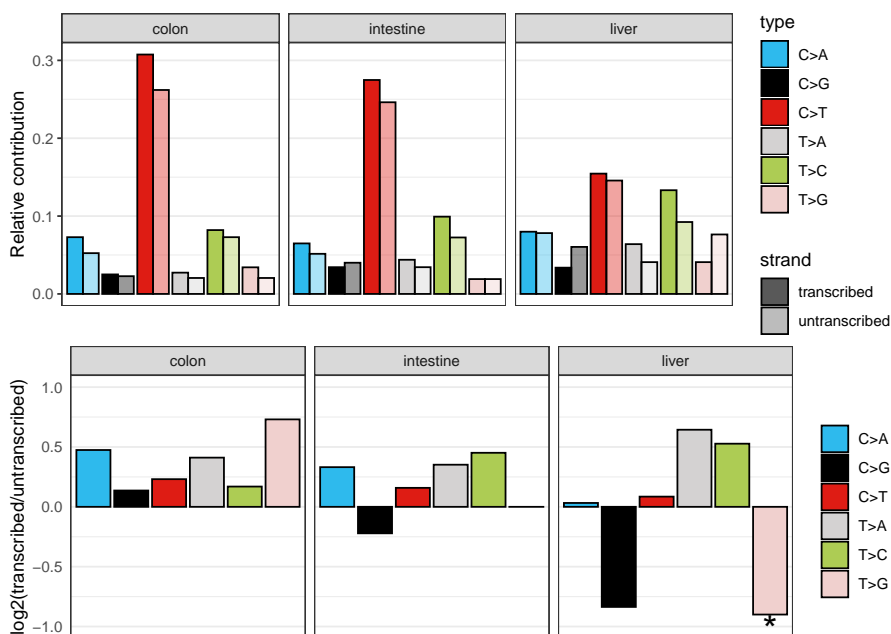 colon intestine liver
Relative contribution
0.3
0.2
0.1
0.0
type
C>A
C>G
C>T
T>A
T>C
T>G
strand
transcribed
untranscribed
colon intestine liver
log2(transcribed/untranscribed)
1.0
0.5
0.0
−0.5
−1.0
*
C>A
C>G
C>T
T>A
T>C
T>G